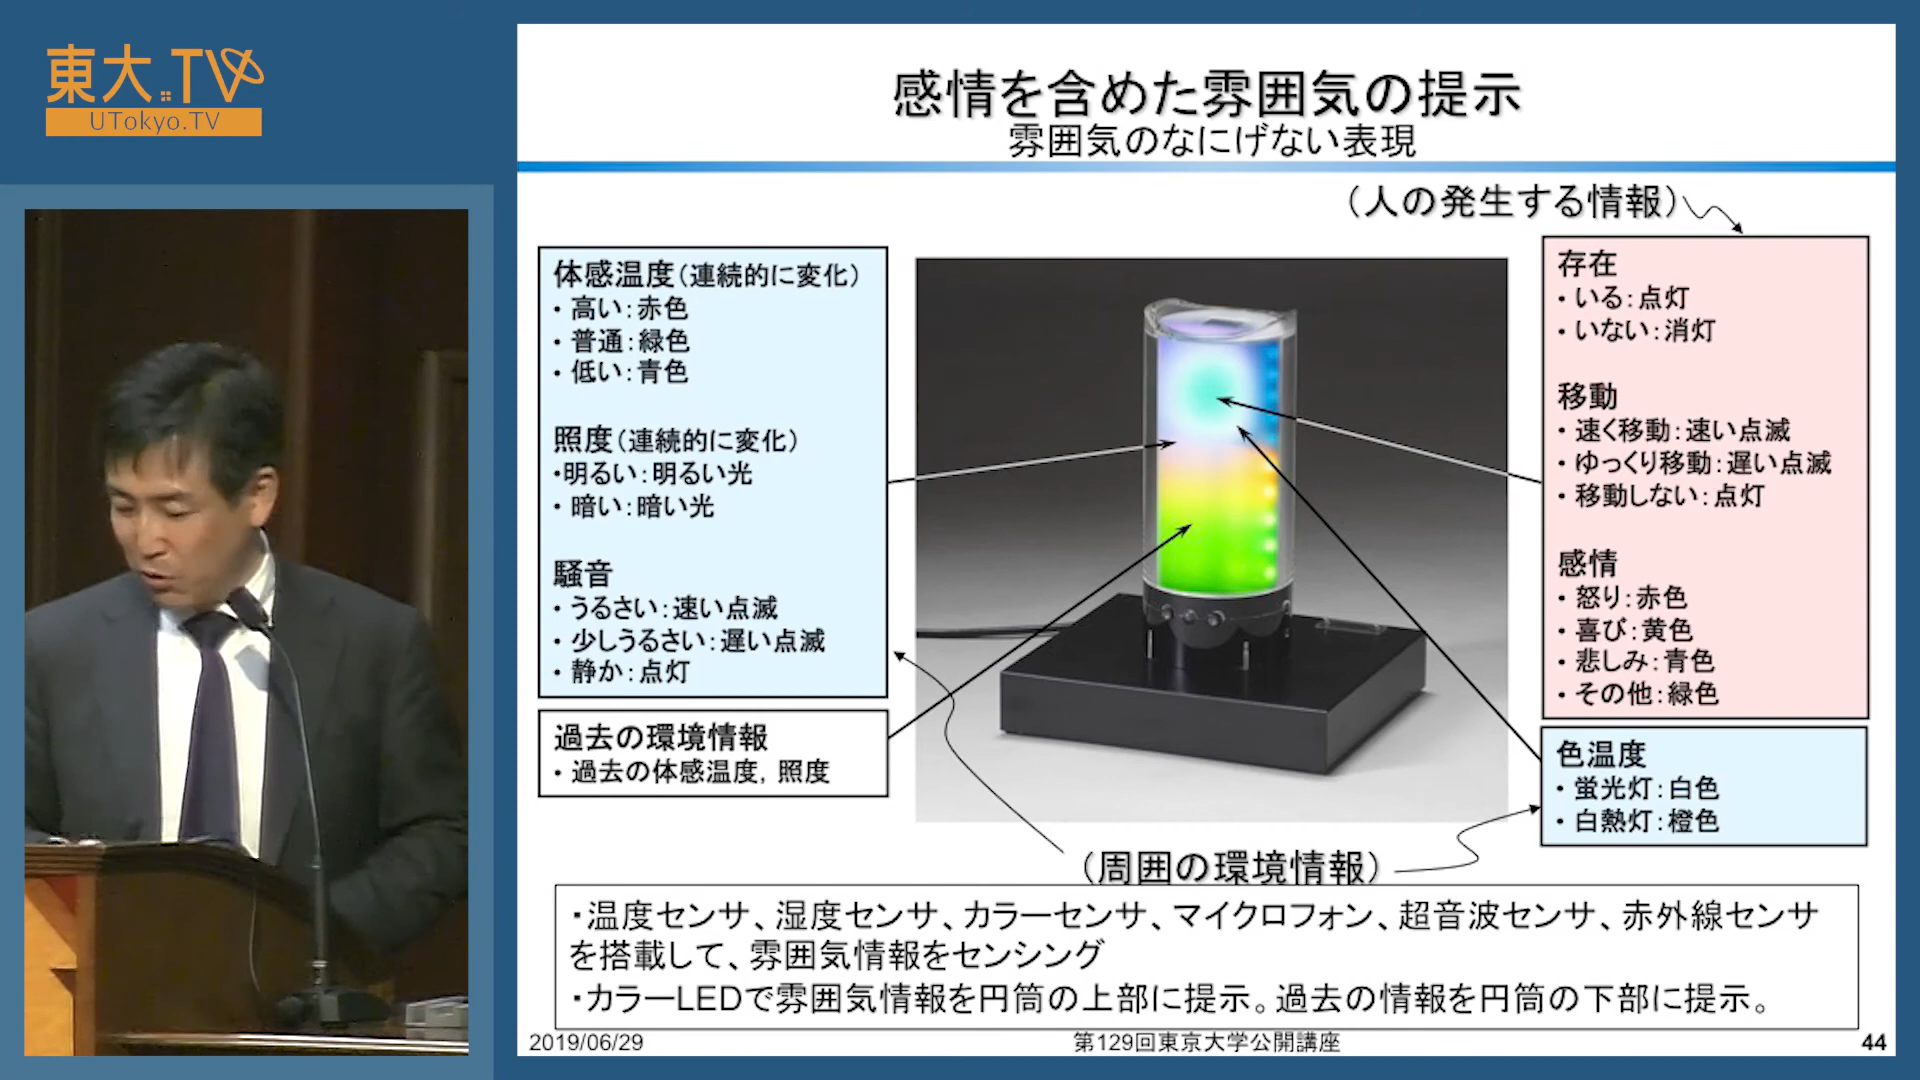 東大.TV
UTokyo.TV
感情を含めた雰囲気の提示
雰囲気のなにげない表現
（人の発生する情報）
体感温度（連続的に変化）
・高い：赤色
・普通：緑色
・低い：青色
照度（連続的に変化）
・明るい：明るい光
・暗い：暗い光
騒音
・うるさい：速い点滅
・少しうるさい：遅い点滅
・静か：点灯
過去の環境情報
・過去の体感温度，照度
存在
・いる：点灯
・いない：消灯
移動
・速く移動：速い点滅
・ゆっくり移動：遅い点滅
・移動しない：点灯
感情
・怒り：赤色
・喜び：黄色
・悲しみ：青色
・その他：緑色
色温度
・蛍光灯：白色
・白熱灯：橙色
（周囲の環境情報）
・温度センサ、湿度センサ、カラーセンサ、マイクロフォン、超音波センサ、赤外線センサ
を搭載して、雰囲気情報をセンシング
・カラーLEDで雰囲気情報を円筒の上部に提示。過去の情報を円筒の下部に提示。
2019/06/29
第129回東京大学公開講座
44